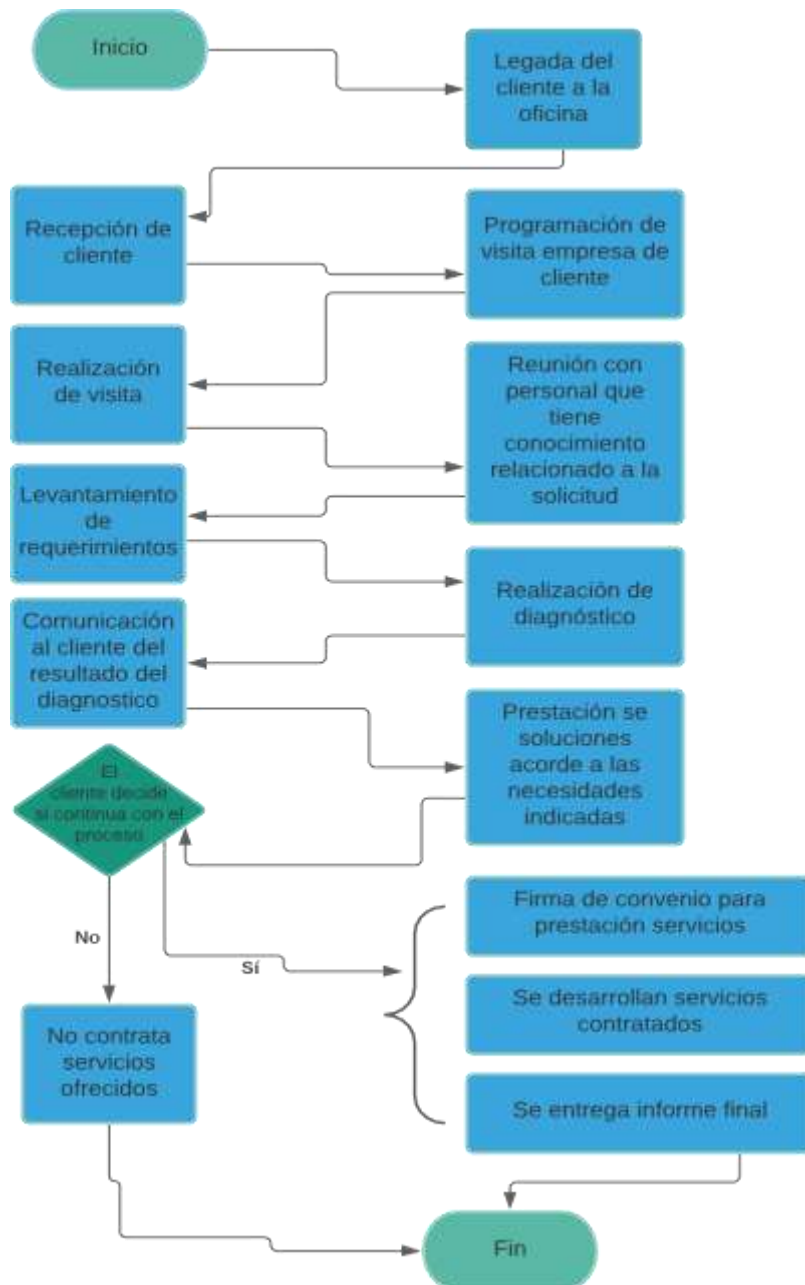 Inicio
Legada del
cliente a la
oficina
Recepción de
cliente
Programación de
visita empresa de
cliente
Realización
de visita
Reunión con
personal que
tiene
conocimiento
relacionado a la
solicitud
Levantamiento
de
requerimientos
Realización de
diagnóstico
Comunicación
al cliente del
resultado del
diagnostico
Prestación se
soluciones
acorde a las
necesidades
indicadas
El
cliente decide
si continua con el
proceso
No
Sí
Firma de convenio para
prestación servicios
Se desarrollan servicios
contratados
Se entrega informe final
No contrata
servicios
ofrecidos
Fin